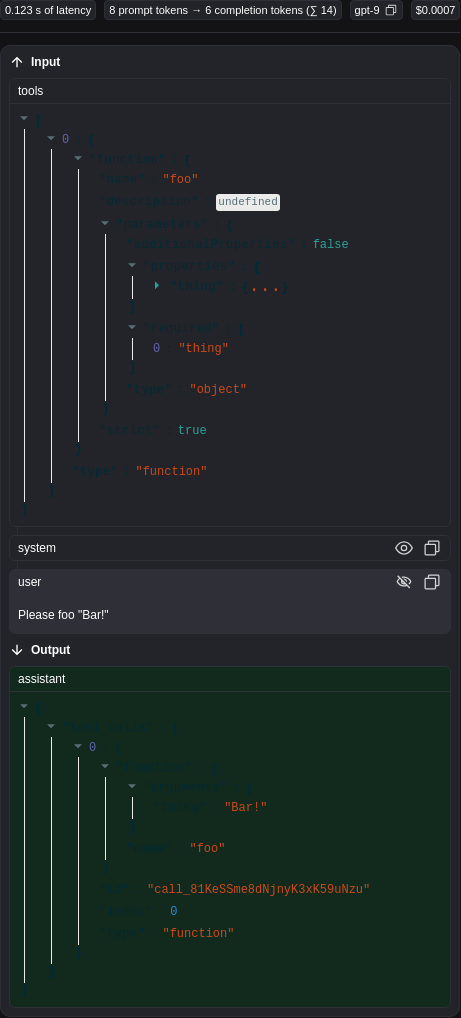 0.123 s of latency
8 prompt tokens → 6 completion tokens (∑ 14)
gpt-9
$0.0007
Input
tools
{
0 : {
"function" : {
"name" : "foo"
"description" : undefined
"parameters" : {
"additionalProperties" : false
"properties" : {
"thing" : {...}
}
"required" : [
0 : "thing"
]
"type" : "object"
}
"strict" : true
}
"type" : "function"
}
]
system
user
Please foo "Bar!"
Output
assistant
{
"tool_calls" : [
0 : {
"function" : {
"arguments" : {
"thing" : "Bar!"
}
"name" : "foo"
}
"id" : "call_81KeSSme8dNjnyK3xK59uNzu"
"index" : 0
"type" : "function"
}
]
}